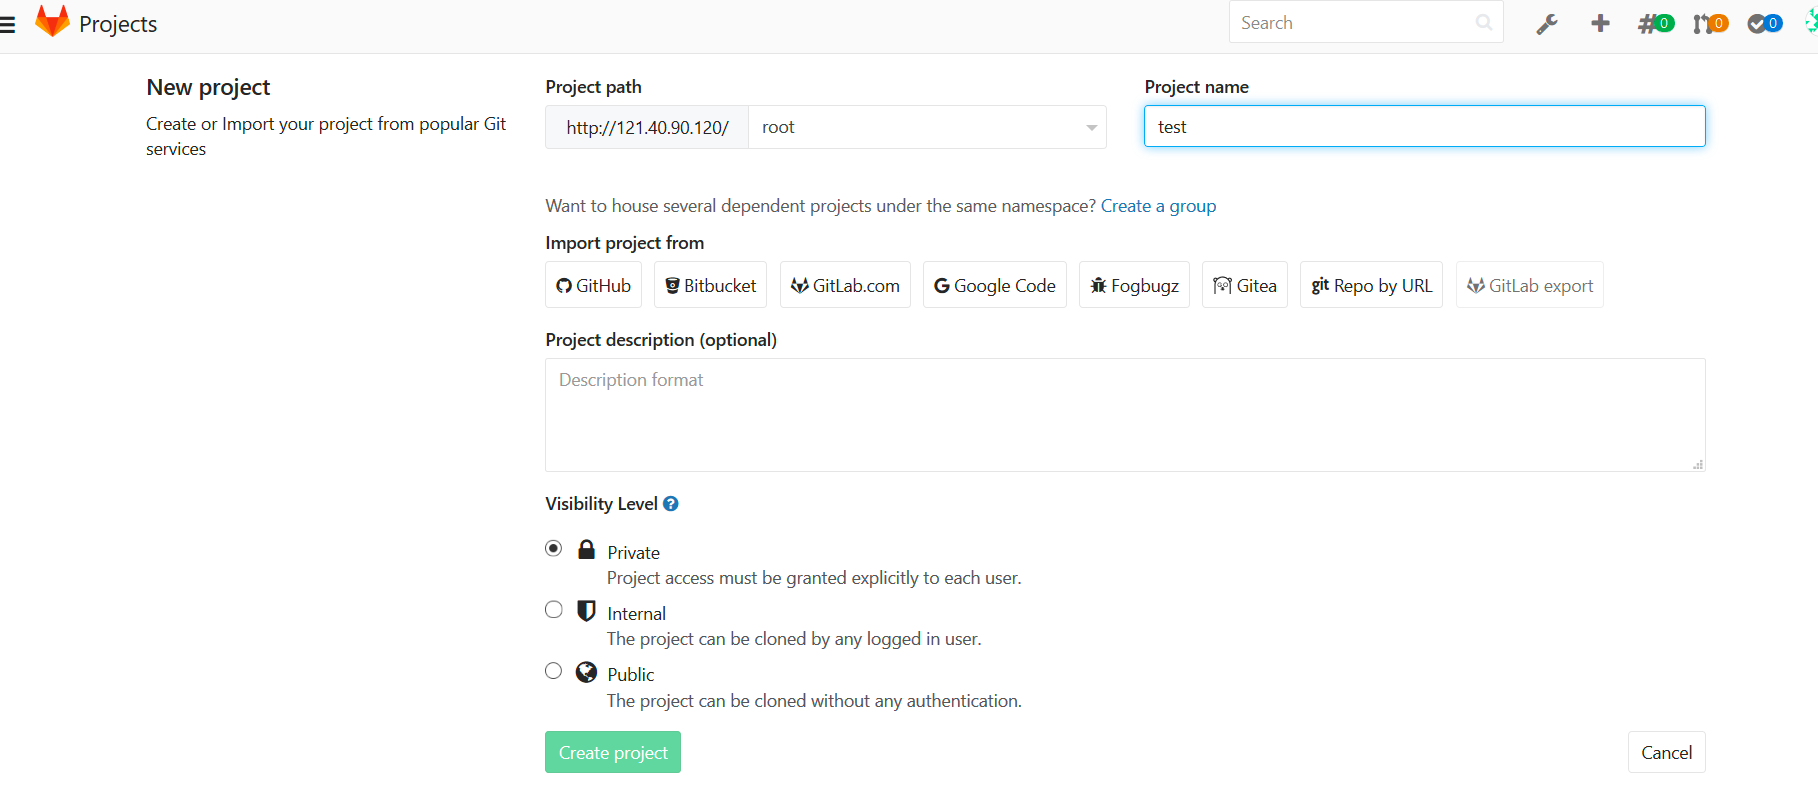 Projects
Search
0
0
0
New project
Create or Import your project from popular Git
services
Project path
http://121.40.90.120/
root
Project name
test
Want to house several dependent projects under the same namespace? Create a group
Import project from
GitHub
Bitbucket
GitLab.com
Google Code
Fogbugz
Gitea
git Repo by URL
GitLab export
Project description (optional)
Description format
Visibility Level ?
Private
Project access must be granted explicitly to each user.
Internal
The project can be cloned by any logged in user.
Public
The project can be cloned without any authentication.
Create project
Cancel